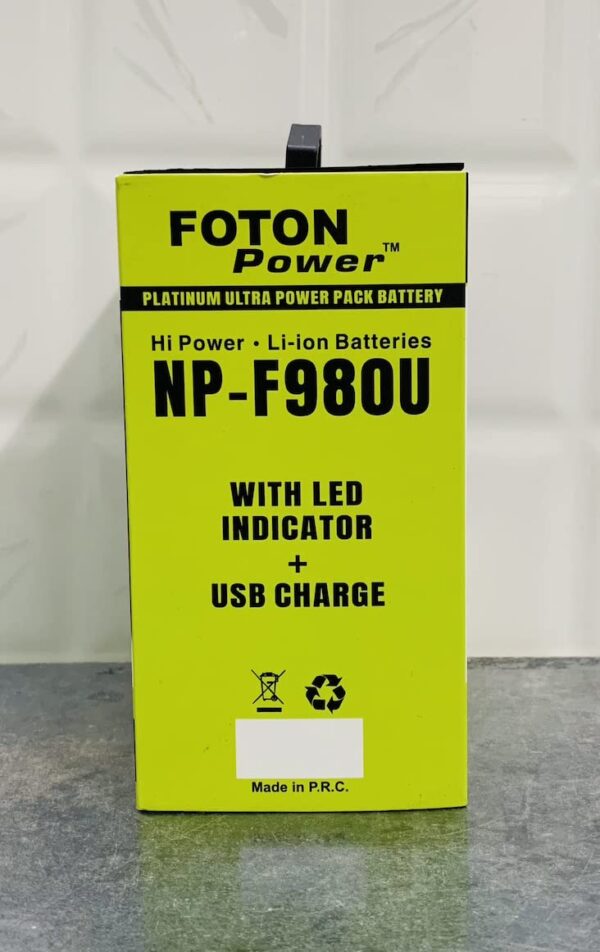 FOTON
Power™
PLATINUM ULTRA POWER PACK BATTERY
Hi Power • Li-ion Batteries
NP-F980U
WITH LED
INDICATOR
+
USB CHARGE
Made in P.R.C.